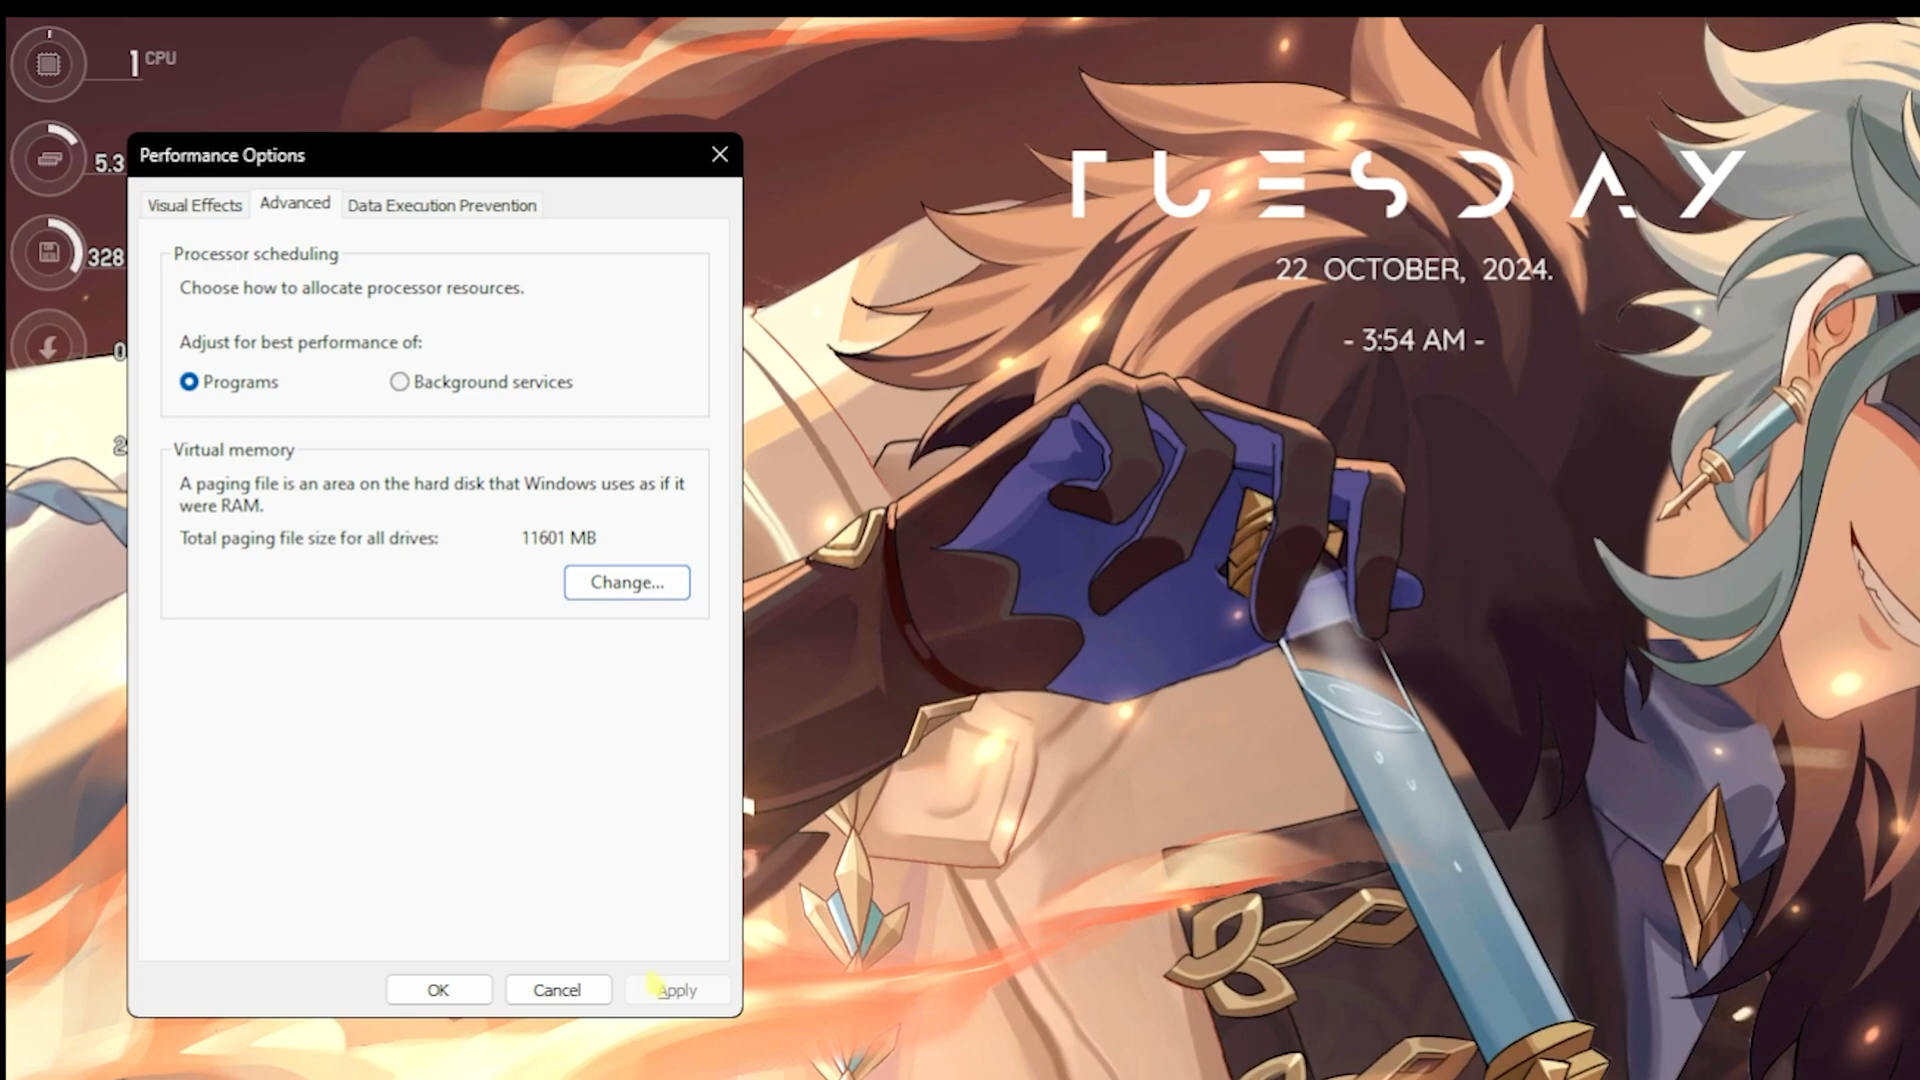 1 CPU
5.3
328
0
2
Performance Options
Visual Effects Advanced Data Execution Prevention
Processor scheduling
Choose how to allocate processor resources.
Adjust for best performance of:
Programs Background services
Virtual memory
A paging file is an area on the hard disk that Windows uses as if it
were RAM.
Total paging file size for all drives: 11601 MB
Change...
OK Cancel Apply
TUESDAY
22 OCTOBER, 2024.
- 3:54 AM -